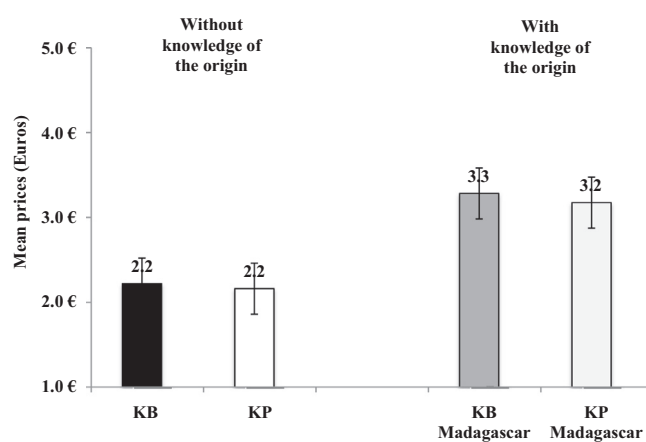 Without
knowledge of
the origin
With
knowledge of
the origin
Mean prices (Euros)
5.0 €
4.0 €
3.0 €
2.0 €
1.0 €
2.2
2.2
3.3
3.2
KB
KP
KB
Madagascar
KP
Madagascar